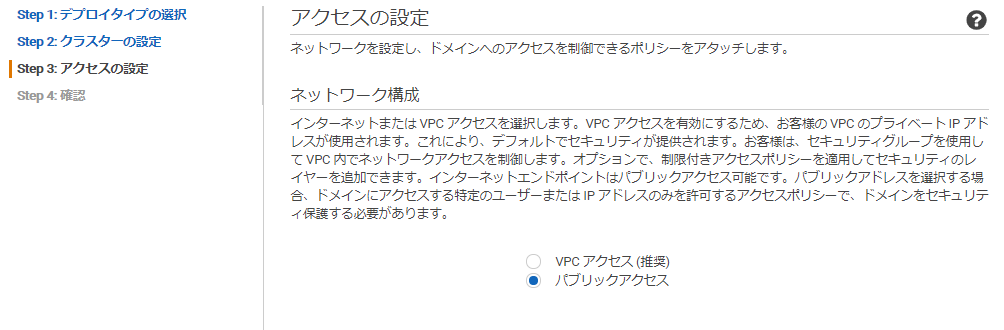 Step 1: デプロイタイプの選択
Step 2: クラスターの設定
Step 3: アクセスの設定
Step 4: 確認
アクセスの設定
ネットワークを設定し、ドメインへのアクセスを制御できるポリシーをアタッチします。
ネットワーク構成
インターネットまたは VPC アクセスを選択します。VPC アクセスを有効にするため、お客様の VPC のプライベート IP アド
レスが使用されます。これにより、デフォルトでセキュリティが提供されます。お客様は、セキュリティグループを使用し
て VPC 内でネットワークアクセスを制御します。オプションで、制限付きアクセスポリシーを適用してセキュリティのレ
イヤーを追加できます。インターネットエンドポイントはパブリックアクセス可能です。パブリックアドレスを選択する場
合、ドメインにアクセスする特定のユーザーまたは IP アドレスのみを許可するアクセスポリシーで、ドメインをセキュリテ
ィ保護する必要があります。
VPC アクセス (推奨)
パブリックアクセス